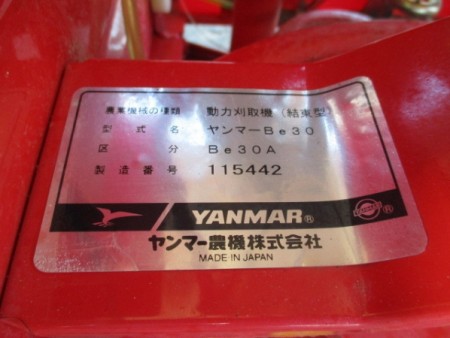 農業機械の種類 動力刈取機(結束型)
型式名 ヤンマーBe30
区分 Be30A
製造番号 115442
YANMAR®
®
ヤンマー農機株式会社
MADE IN JAPAN